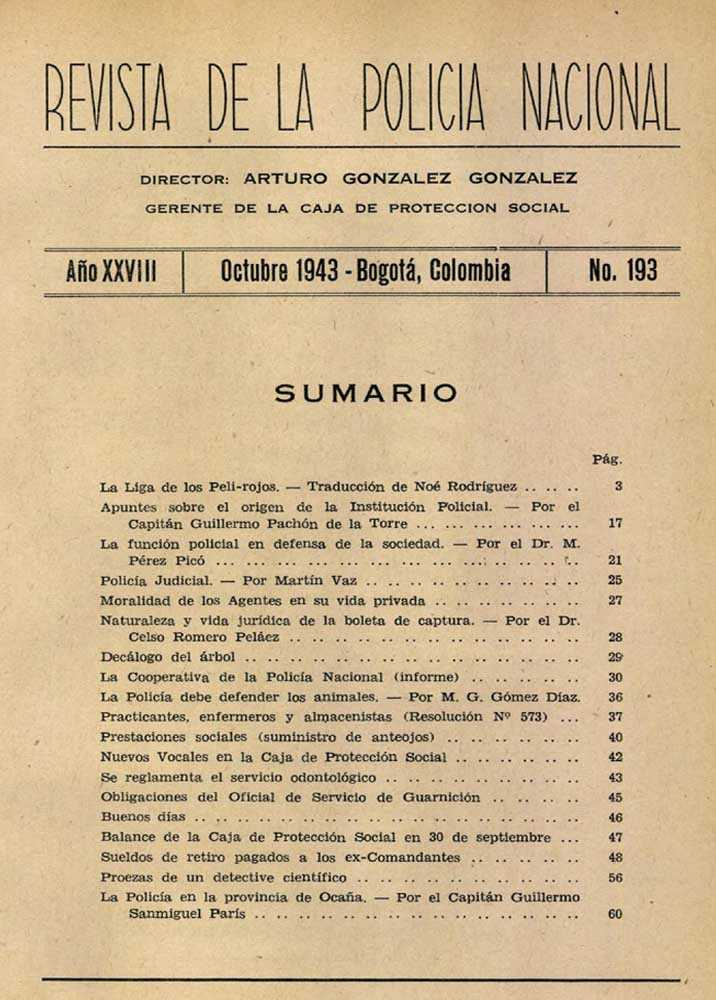 REVISTA DE LA POLICIA NACIONAL
DIRECTOR: ARTURO GONZALEZ GONZALEZ
GERENTE DE LA CAJA DE PROTECCION SOCIAL
Año XXVIII Octubre 1943 - Bogotá, Colombia No. 193
SUMARIO
Pág.
La Liga de los Peli-rojos. — Traducción de Noé Rodríguez .. .. .. 3
Apuntes sobre el origen de la Institución Policial. — Por el
Capitán Guillermo Pachón de la Torre ... ... ... ... ... ... 17
La función policial en defensa de la sociedad. — Por el Dr. M.
Pérez Picó ... ... ... ... ... ... ... ... ... .. .. .. .. 21
Policía Judicial. — Por Martín Vaz .. .. .. .. .. .. .. .. .. .. 25
Moralidad de los Agentes en su vida privada .. .. .. .. .. .. .. 27
Naturaleza y vida jurídica de la boleta de captura. — Por el Dr.
Celso Romero Peláez .. .. .. .. .. .. .. .. .. .. .. .. .. 28
Decálogo del árbol .. .. .. .. .. .. .. .. .. .. .. .. .. .. .. 29
La Cooperativa de la Policía Nacional (informe) .. .. .. .. .. 30
La Policía debe defender los animales. — Por M. G. Gómez Díaz. 36
Practicantes, enfermeros y almacenistas (Resolución Nº 573) ... 37
Prestaciones sociales (suministro de anteojos) .. .. .. .. .. .. 40
Nuevos Vocales en la Caja de Protección Social .. .. .. .. .. .. 42
Se reglamenta el servicio odontológico .. .. .. .. .. .. .. .. .. 43
Obligaciones del Oficial de Servicio de Guarnición .. .. .. .. 45
Buenos días .. .. .. .. .. .. .. .. .. .. .. .. .. .. .. .. .. 46
Balance de la Caja de Protección Social en 30 de septiembre ... 47
Sueldos de retiro pagados a los ex-Comandantes .. .. .. .. .. 48
Proezas de un detective científico .. .. .. .. .. .. .. .. .. .. 56
La Policía en la provincia de Ocaña. — Por el Capitán Guillermo
Sanmiguel París .. .. .. .. .. .. .. .. .. .. .. .. .. .. .. 60